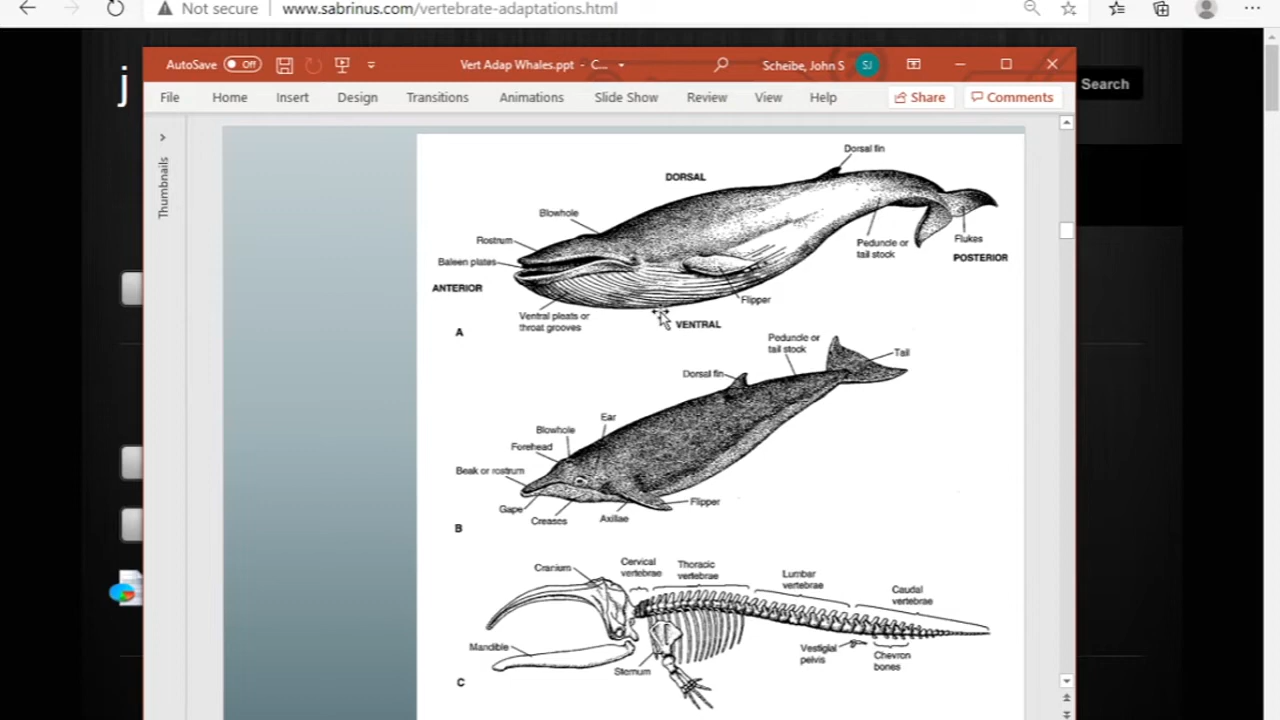 Not secure www.sabrinus.com/vertebrate-adaptations.html
j
Search
AutoSave Off Vert Adap Whales.ppt - C... Scheibe, John S SJ
File Home Insert Design Transitions Animations Slide Show Review View Help Share Comments
Thumbnails
Dorsal fin
DORSAL
Blowhole
Rostrum
Baleen plates
ANTERIOR
Peduncle or
tail stock
Flukes
POSTERIOR
Flipper
Ventral pleats or
throat grooves
VENTRAL
A
Peduncle or
tail stock
Tail
Dorsal fin
Ear
Blowhole
Forehead
Beak or rostrum
Gape
Creases
Axillae
Flipper
B
Cranium
Cervical
vertebrae
Thoracic
vertebrae
Lumbar
vertebrae
Caudal
vertebrae
Mandible
Sternum
Vestigial
pelvis
Chevron
bones
C